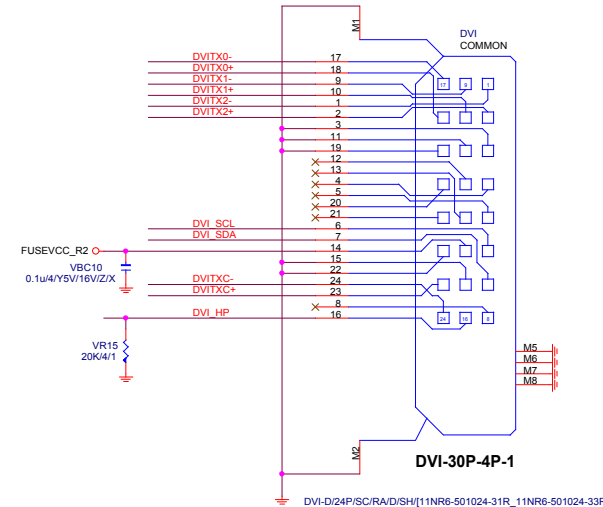 M1
DVI
COMMON
DVITX0- 17
DVITX0+ 18
DVITX1- 9
DVITX1+ 10
DVITX2- 1
DVITX2+ 2
3
11
19
12
13
4
5
20
21
DVI_SCL 6
DVI_SDA 7
FUSEVCC_R2 14
15
22
DVITXC- 24
DVITXC+ 23
8
DVI_HP 16
17 9 1
24 16 8
VBC10
0.1u/4/Y5V/16V/Z/X
VR15
20K/4/1
M5
M6
M7
M8
M2
DVI-30P-4P-1
DVI-D/24P/SC/RA/D/SH/[11NR6-501024-31R_11NR6-501024-33R